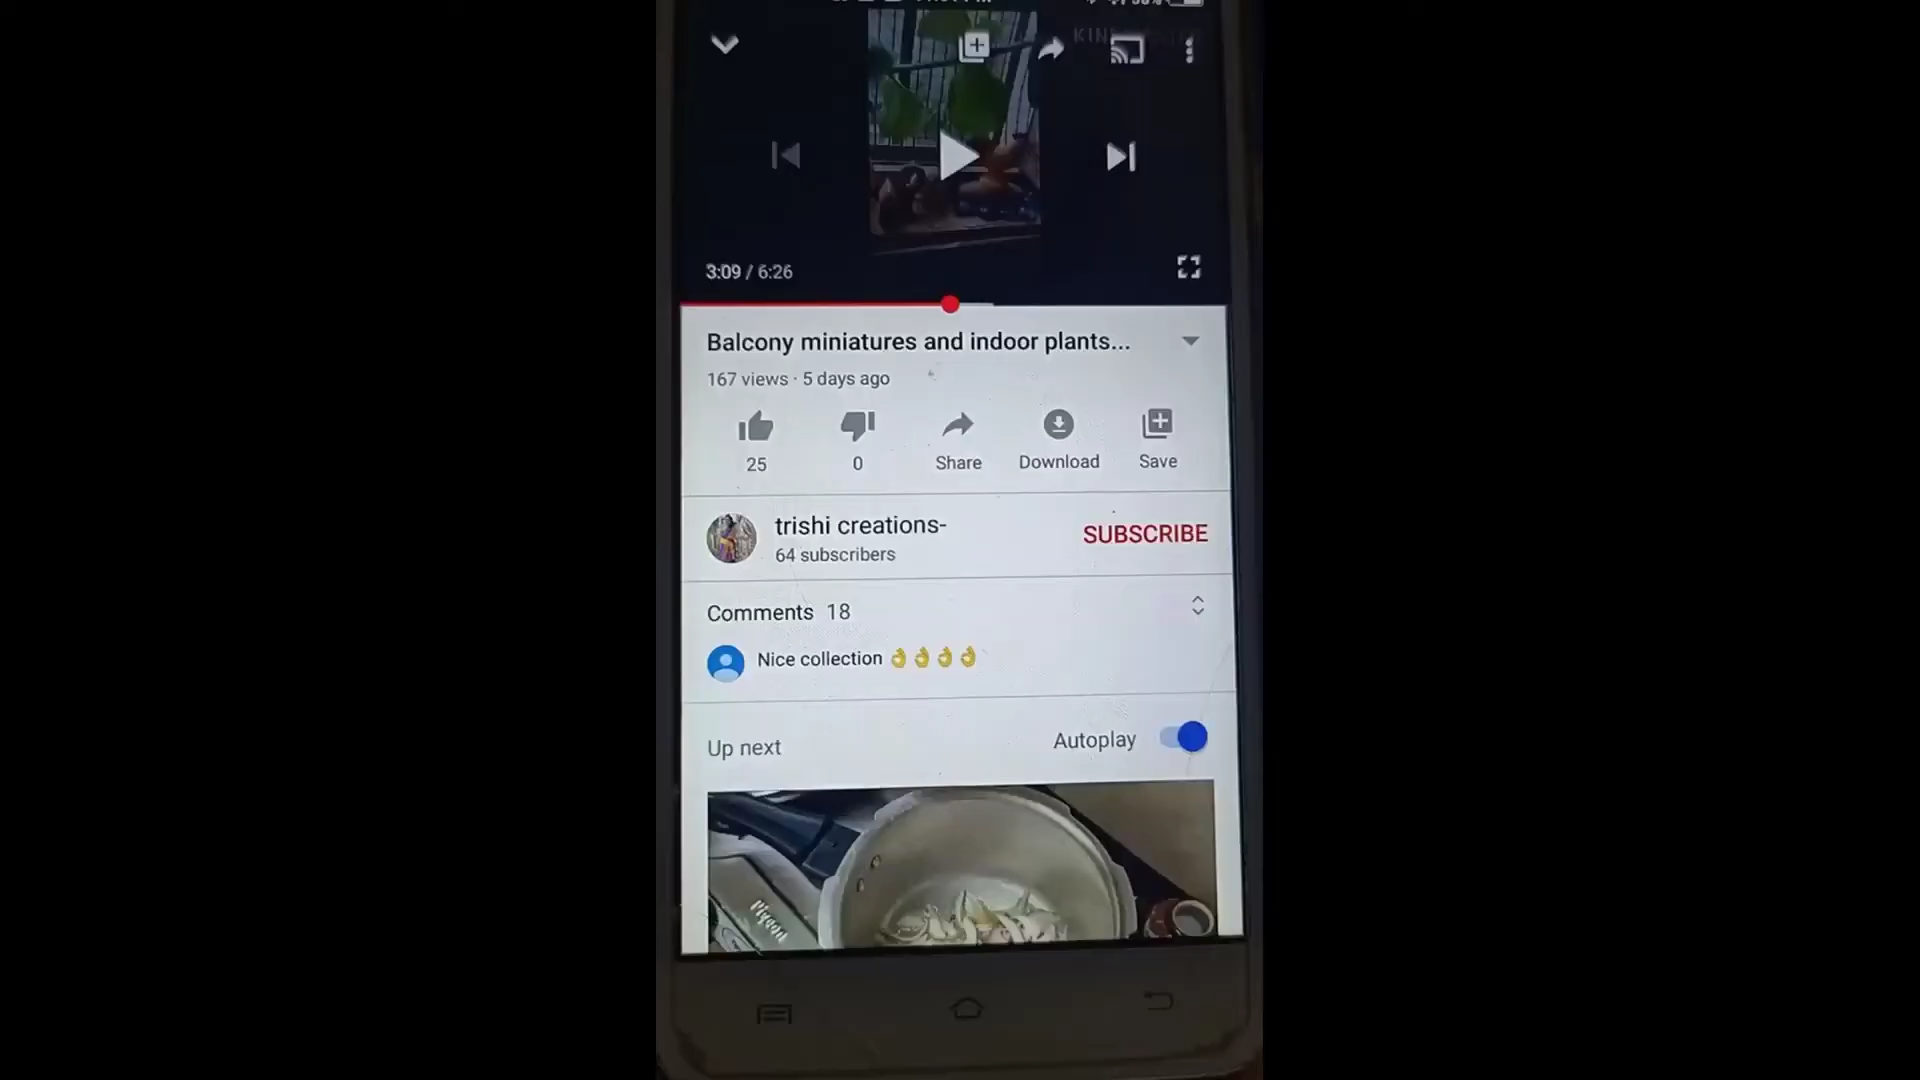 3:09 / 6:26
Balcony miniatures and indoor plants...
167 views · 5 days ago
25
0
Share
Download
Save
trishi creations-
64 subscribers
SUBSCRIBE
Comments 18
Nice collection 👌👌👌👌
Up next
Autoplay
Pigeon